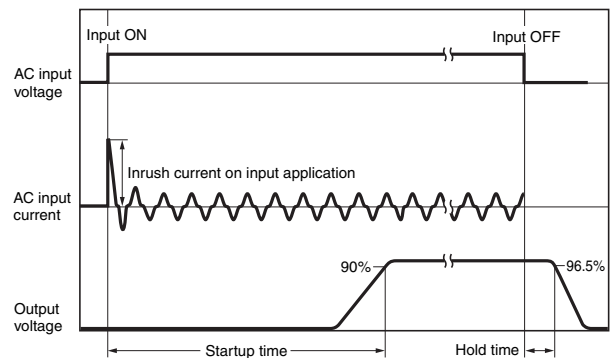 Input ON
Input OFF
AC input
voltage
Inrush current on input application
AC input
current
90%
96.5%
Output
voltage
Startup time
Hold time